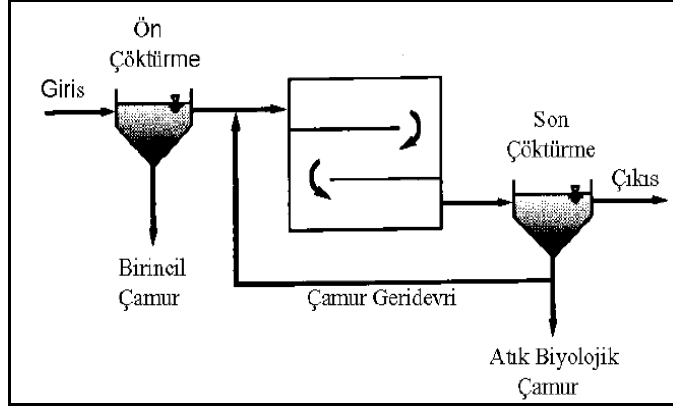 Ön
Çöktürme
Giris
Son
Çöktürme
Çıkıs
Birincil
Çamur
Çamur Geridevri
Atık Biyolojik
Çamur